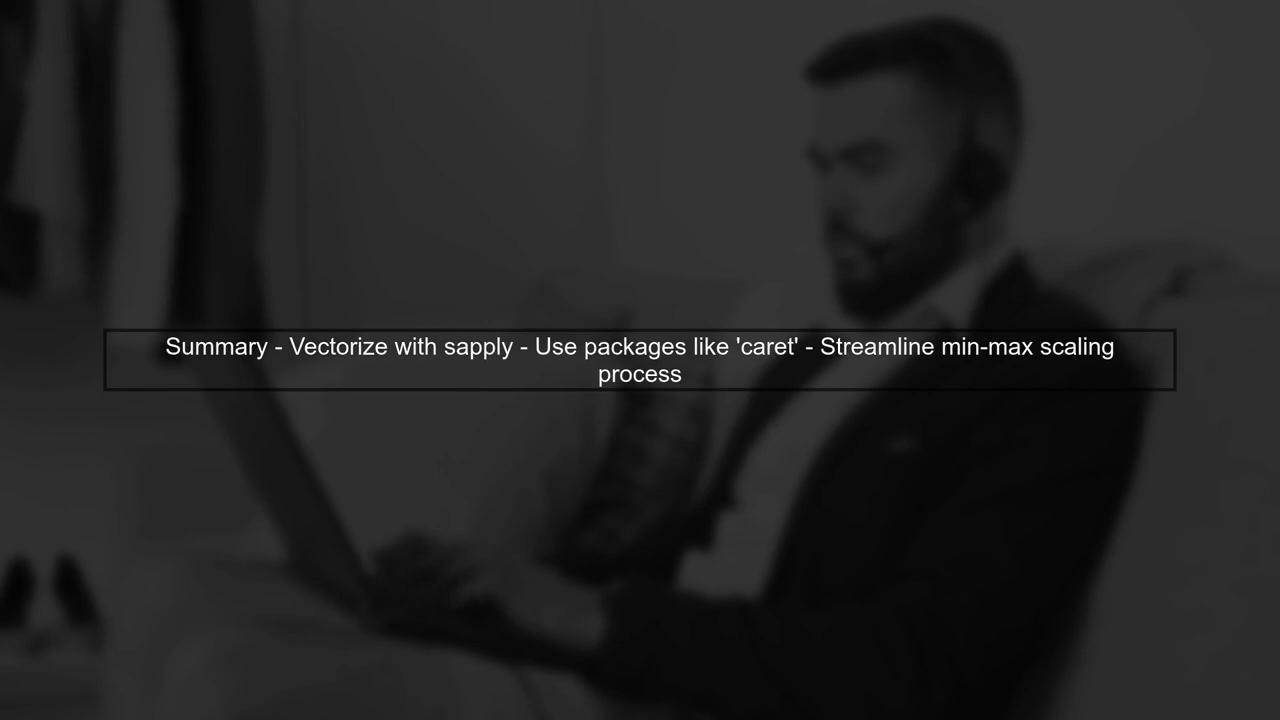 Summary - Vectorize with sapply - Use packages like 'caret' - Streamline min-max scaling
process